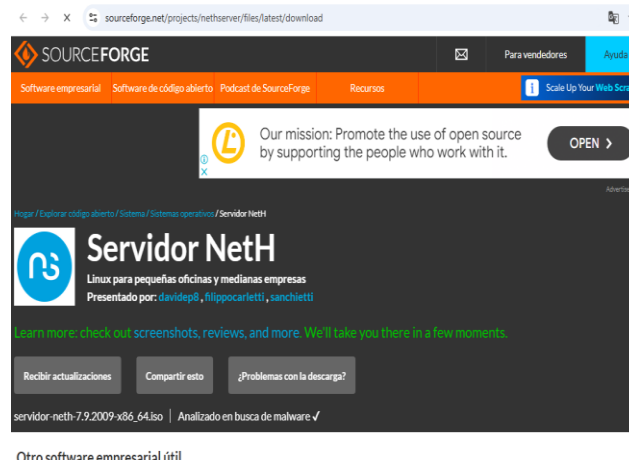 sourceforge.net/projects/nethserver/files/latest/download
SOURCEFORGE
Para vendedores
Ayuda
Software empresarial
Software de código abierto
Podcast de SourceForge
Recursos
i Scale Up Your Web Scra
Our mission: Promote the use of open source
by supporting the people who work with it.
OPEN
Advertise
Hogar / Explorar código abierto / Sistema / Sistemas operativos / Servidor NetH
ns
Servidor NetH
Linux para pequeñas oficinas y medianas empresas
Presentado por: davidep8 , filippocarletti , sanchietti
Learn more: check out screenshots, reviews, and more. We'll take you there in a few moments.
Recibir actualizaciones
Compartir esto
¿Problemas con la descarga?
servidor-neth-7.9.2009-x86_64.iso | Analizado en busca de malware ✓
Otro software empresarial útil